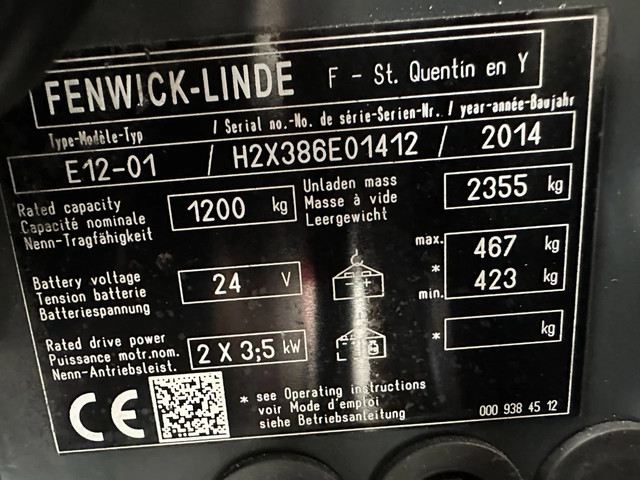 FENWICK-LINDE F - St. Quentin en Y
Type-Modèle-Typ / Serial no.-No. de série-Serien-Nr. / year-année-Baujahr
E12-01 / H2X386E01412 / 2014
Rated capacity
Capacité nominale
Nenn-Tragfähigkeit
1200 kg
Unladen mass
Masse à vide
Leergewicht
2355 kg
Battery voltage
Tension batterie
Batteriespannung
24 V
max. 467 kg
*
min. 423 kg
Rated drive power
Puissance motr.nom.
Nenn-Antriebsleist.
2 X 3,5 kW
* kg
CE
* see Operating instructions
voir Mode d'emploi
siehe Betriebsanleitung
000 938 45 12